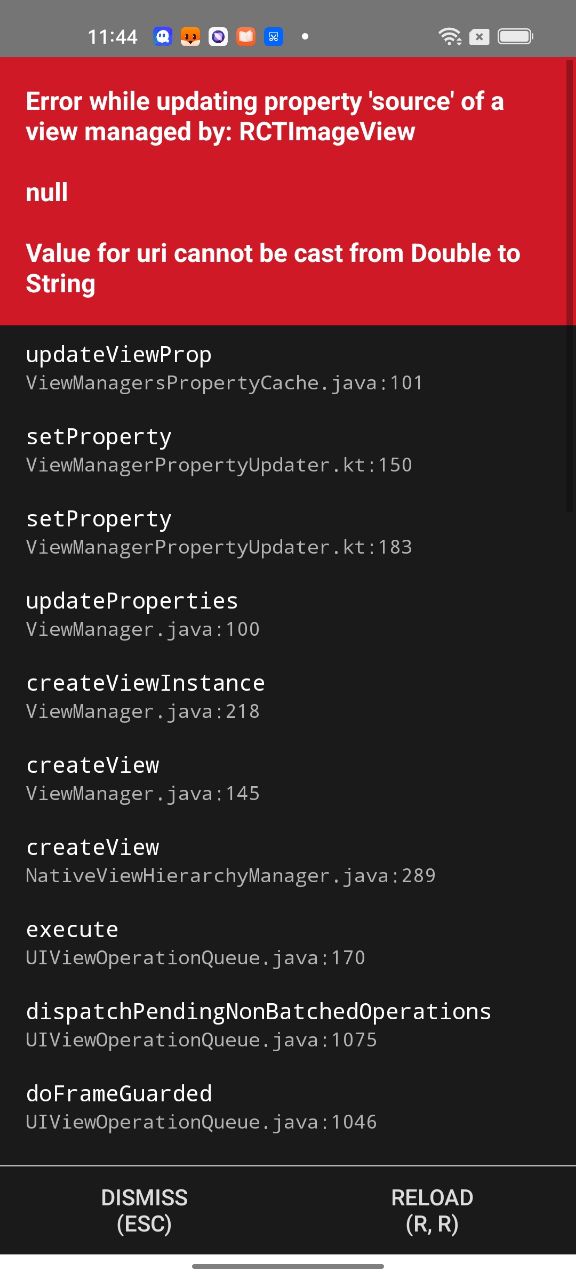 11:44
Error while updating property 'source' of a
view managed by: RCTImageView
null
Value for uri cannot be cast from Double to
String
updateViewProp
ViewManagersPropertyCache.java:101
setProperty
ViewManagerPropertyUpdater.kt:150
setProperty
ViewManagerPropertyUpdater.kt:183
updateProperties
ViewManager.java:100
createViewInstance
ViewManager.java:218
createView
ViewManager.java:145
createView
NativeViewHierarchyManager.java:289
execute
UIViewOperationQueue.java:170
dispatchPendingNonBatchedOperations
UIViewOperationQueue.java:1075
doFrameGuarded
UIViewOperationQueue.java:1046
DISMISS
(ESC)
RELOAD
(R, R)